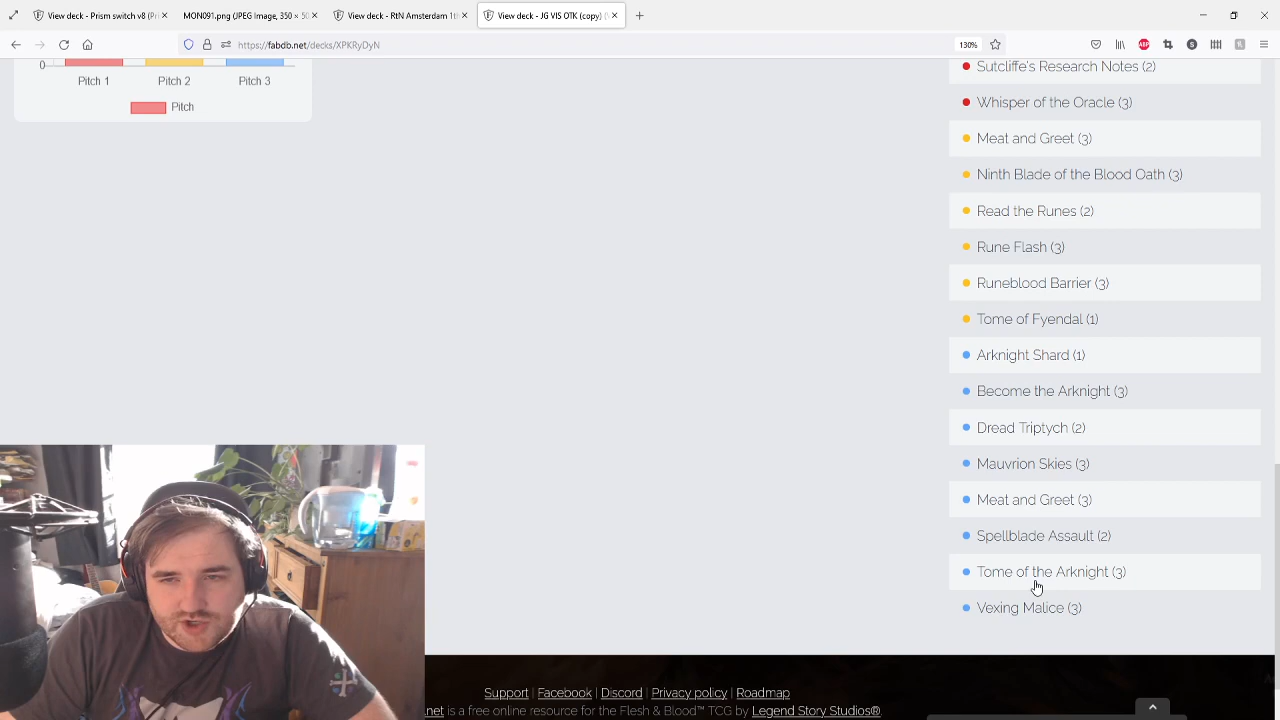 View deck - Prism switch v8 (Pri
MON091.png (JPEG Image, 350 × 50
View deck - RtN Amsterdam 1th
View deck - JG VIS OTK (copy) (V
https://fabdb.net/decks/XPKRyDyN
130%
0
Pitch 1
Pitch 2
Pitch 3
Pitch
Sutcliffe's Research Notes (2)
Whisper of the Oracle (3)
Meat and Greet (3)
Ninth Blade of the Blood Oath (3)
Read the Runes (2)
Rune Flash (3)
Runeblood Barrier (3)
Tome of Fyendal (1)
Arknight Shard (1)
Become the Arknight (3)
Dread Triptych (2)
Mauvrion Skies (3)
Meat and Greet (3)
Spellblade Assault (2)
Tome of the Arknight (3)
Vexing Malice (3)
Support | Facebook | Discord | Privacy policy | Roadmap
.net is a free online resource for the Flesh & Blood™ TCG by Legend Story Studios®